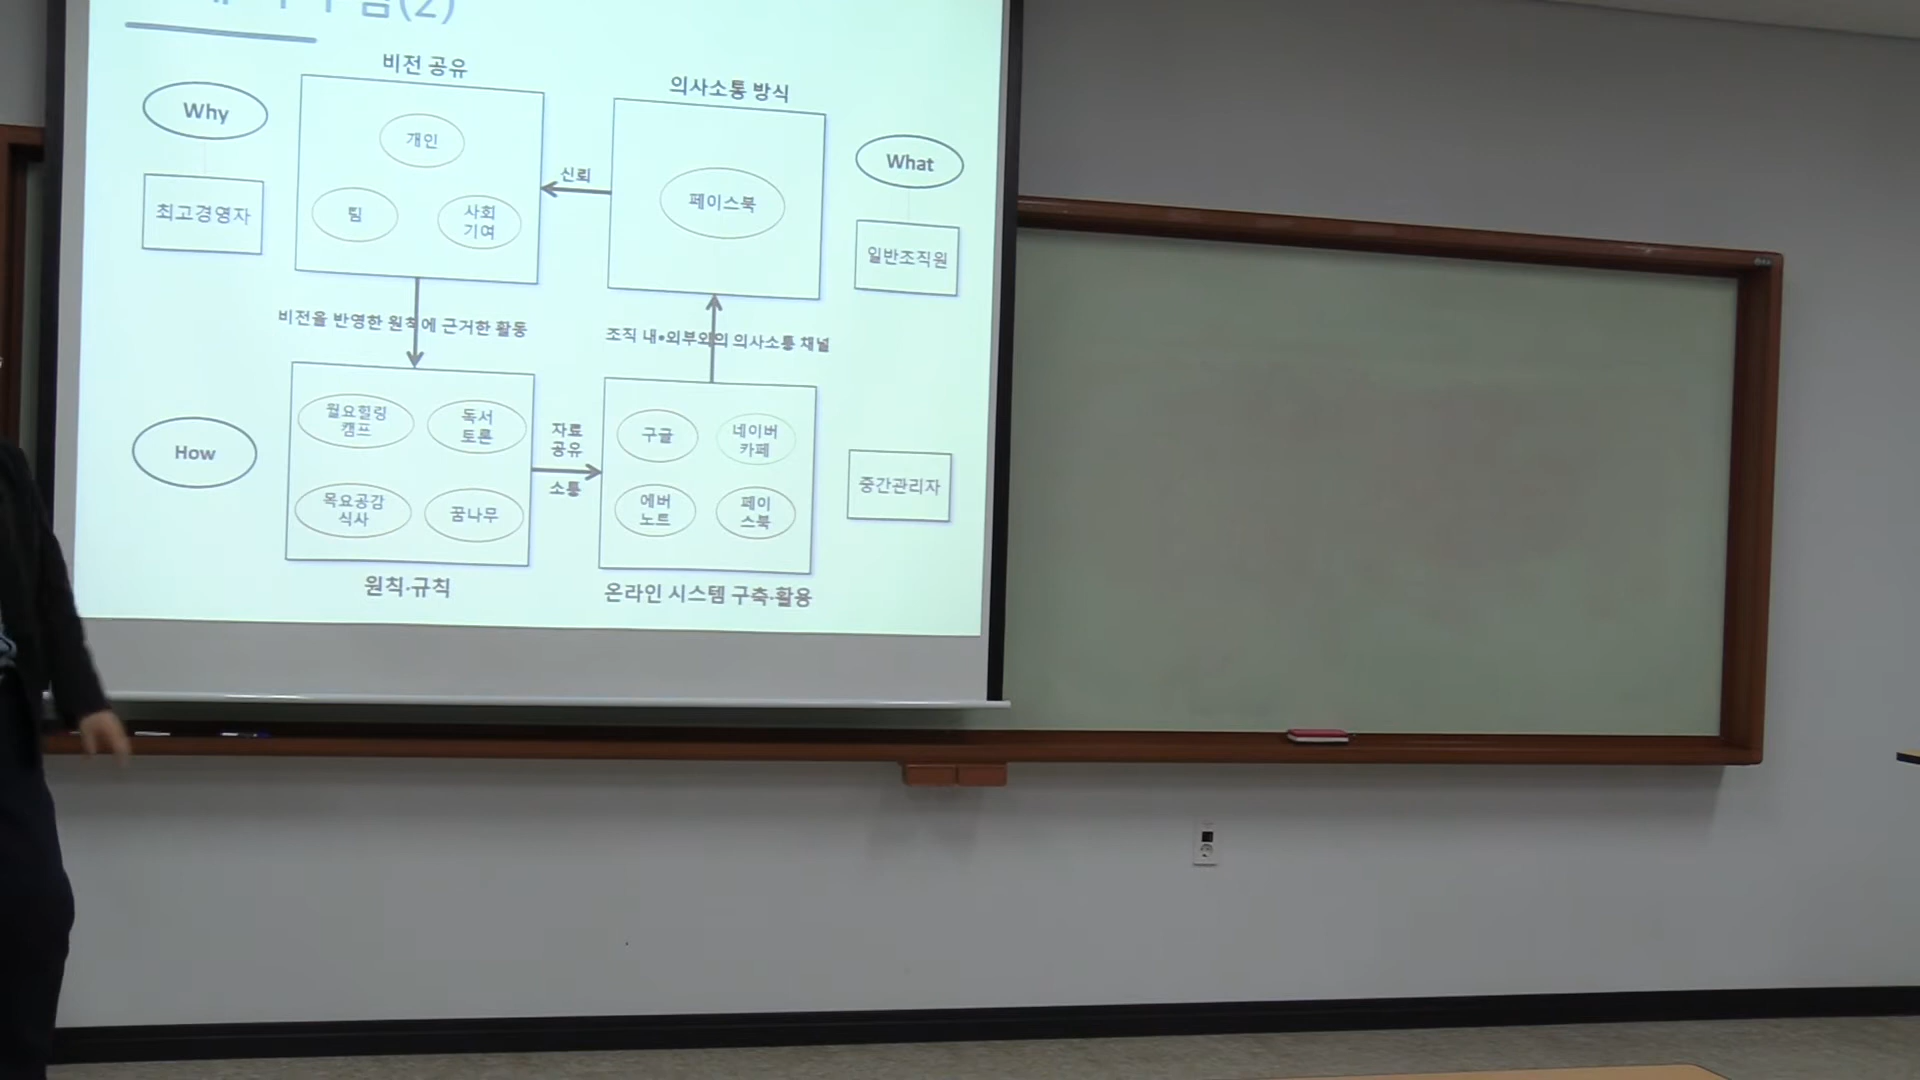 (2)
비전 공유
의사소통 방식
Why
개인
What
신뢰
페이스북
최고경영자
팀
사회
기여
일반조직원
비전을 반영한 원칙에 근거한 활동
조직 내•외부와의 의사소통 채널
월요힐링
캠프
독서
토론
자료
공유
구글
네이버
카페
How
소통
중간관리자
목요공감
식사
꿈나무
에버
노트
페이
스북
원칙·규칙
온라인 시스템 구축·활용